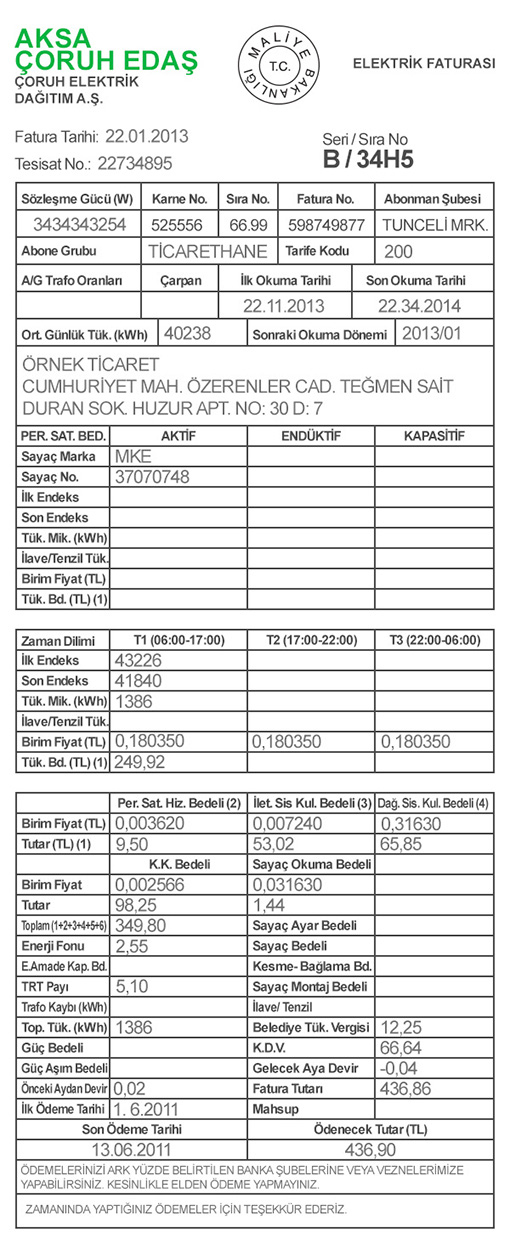 AKSA
ÇORUH EDAŞ
ÇORUH ELEKTRİK
DAĞITIM A.Ş.
MALİYE BAKANLIĞI
T.C.
ELEKTRİK FATURASI
Fatura Tarihi: 22.01.2013
Tesisat No.: 22734895
Seri / Sıra No
B / 34H5
Sözleşme Gücü (W) Karne No. Sıra No. Fatura No. Abonman Şubesi
3434343254 525556 66.99 598749877 TUNCELİ MRK.
Abone Grubu TİCARETHANE Tarife Kodu 200
A/G Trafo Oranları Çarpan İlk Okuma Tarihi Son Okuma Tarihi
22.11.2013 22.34.2014
Ort. Günlük Tük. (kWh) 40238 Sonraki Okuma Dönemi 2013/01
ÖRNEK TİCARET
CUMHURİYET MAH. ÖZERENLER CAD. TEĞMEN SAİT
DURAN SOK. HUZUR APT. NO: 30 D: 7
PER. SAT. BED. AKTİF ENDÜKTİF KAPASİTİF
Sayaç Marka MKE
Sayaç No. 37070748
İlk Endeks
Son Endeks
Tük. Mik. (kWh)
İlave/Tenzil Tük.
Birim Fiyat (TL)
Tük. Bd. (TL) (1)
Zaman Dilimi T1 (06:00-17:00) T2 (17:00-22:00) T3 (22:00-06:00)
İlk Endeks 43226
Son Endeks 41840
Tük. Mik. (kWh) 1386
İlave/Tenzil Tük.
Birim Fiyat (TL) 0,180350 0,180350 0,180350
Tük. Bd. (TL) (1) 249,92
Per. Sat. Hiz. Bedeli (2) İlet. Sis Kul. Bedeli (3) Dağ. Sis. Kul. Bedeli (4)
Birim Fiyat (TL) 0,003620 0,007240 0,31630
Tutar (TL) (1) 9,50 53,02 65,85
K.K. Bedeli Sayaç Okuma Bedeli
Birim Fiyat 0,002566 0,031630
Tutar 98,25 1,44
Toplam (1+2+3+4+5+6) 349,80 Sayaç Ayar Bedeli
Enerji Fonu 2,55 Sayaç Bedeli
E.Amade Kap. Bd. Kesme- Bağlama Bd.
TRT Payı 5,10 Sayaç Montaj Bedeli
Trafo Kaybı (kWh) İlave/ Tenzil
Top. Tük. (kWh) 1386 Belediye Tük. Vergisi 12,25
Güç Bedeli K.D.V. 66,64
Güç Aşım Bedeli Gelecek Aya Devir -0,04
Önceki Aydan Devir 0,02 Fatura Tutarı 436,86
İlk Ödeme Tarihi 1. 6.2011 Mahsup
Son Ödeme Tarihi Ödenecek Tutar (TL)
13.06.2011 436,90
ÖDEMELERİNİZİ ARK YÜZDE BELİRTİLEN BANKA ŞUBELERİNE VEYA VEZNELERİMİZE
YAPABİLİRSİNİZ. KESİNLİKLE ELDEN ÖDEME YAPMAYINIZ.
ZAMANINDA YAPTIĞINIZ ÖDEMELER İÇİN TEŞEKKÜR EDERİZ.